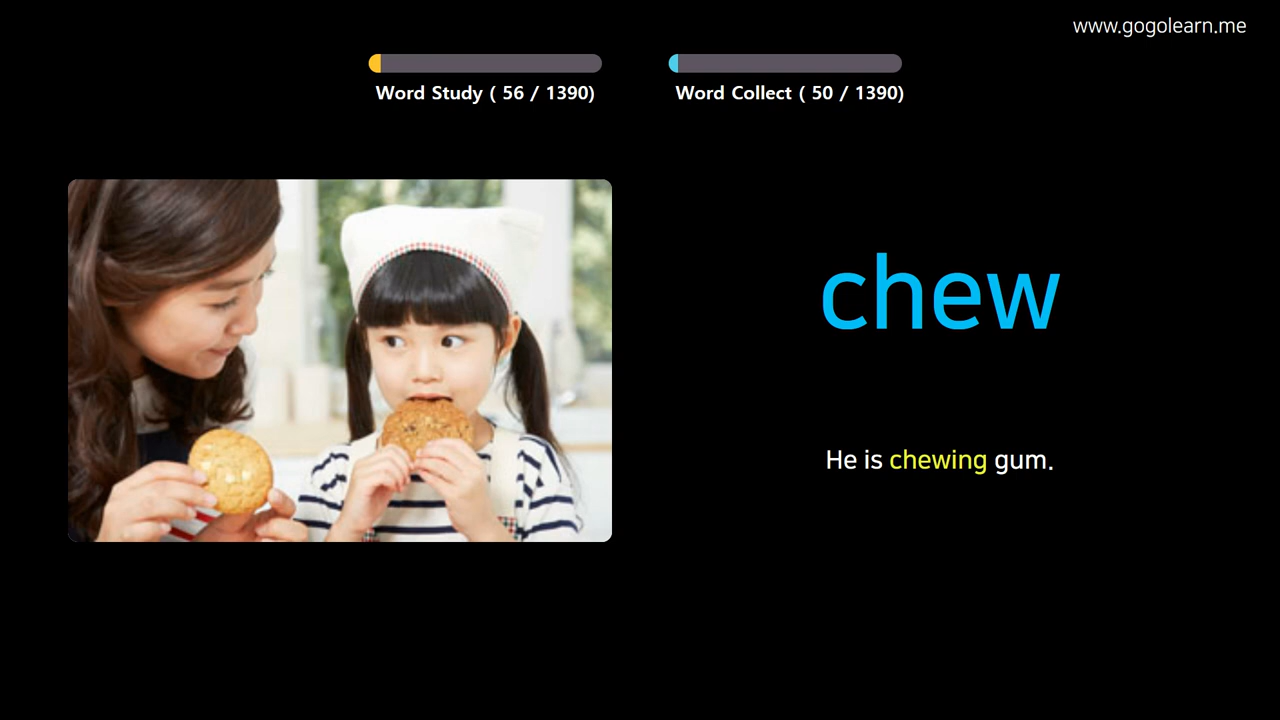 www.gogolearn.me
Word Study ( 56 / 1390)
Word Collect ( 50 / 1390)
chew
He is chewing gum.